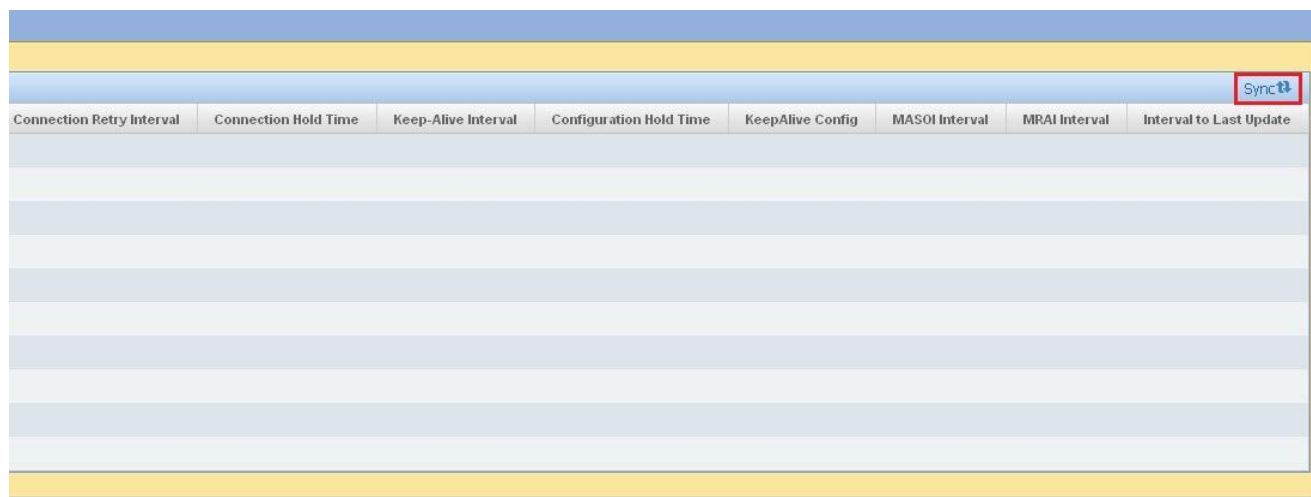 Sync
Connection Retry Interval Connection Hold Time Keep-Alive Interval Configuration Hold Time KeepAlive Config MASOI Interval MRAI Interval Interval to Last Update